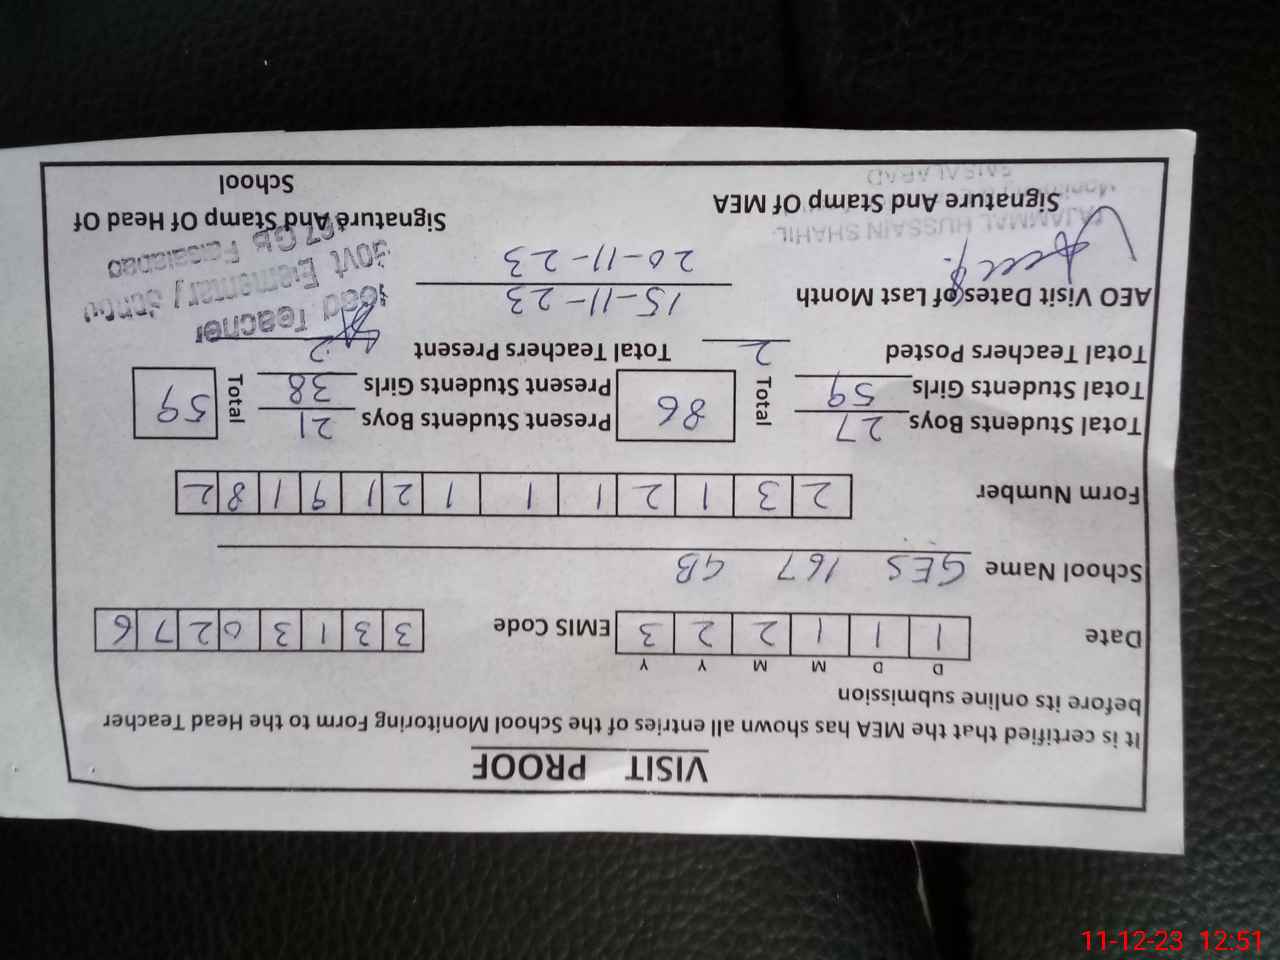 VISIT PROOF
It is certified that the MEA has shown all entries of the School Monitoring Form to the Head Teacher
before its online submission
D D M M Y Y
Date 1 1 1 2 2 3 EMIS Code 3 3 1 3 0 2 7 6
School Name GES 167 GB
Form Number 2 3 1 2 1 1 1 2 1 9 1 8 2
Total Students Boys 27 Total 86 Present Students Boys 21 Total 59
Total Students Girls 59 Present Students Girls 38
Total Teachers Posted 2 Total Teachers Present 2
AEO Visit Dates of Last Month 15-11-23
20-11-23
Head Teacher
Govt Elementary School
167 GB Faisalabad
HUSSAIN SHAHIL
FAISALABAD
Signature And Stamp Of MEA Signature And Stamp Of Head Of
School
11-12-23 12:51